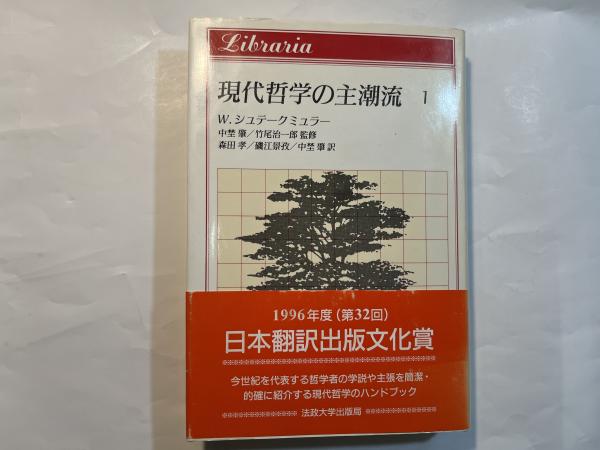 Libraria
現代哲学の主潮流 1
W.シュテークミュラー
中埜 肇／竹尾治一郎 監修
森田 孝／磯江景孜／中埜 肇 訳
1996年度(第32回)
日本翻訳出版文化賞
今世紀を代表する哲学者の学説や主張を簡潔・
的確に紹介する現代哲学のハンドブック
法政大学出版局